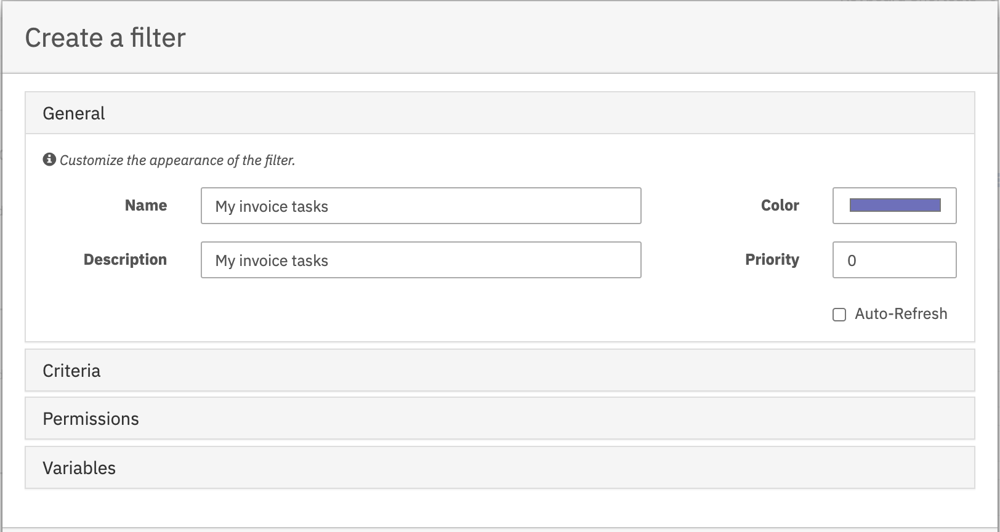 Create a filter
General
Customize the appearance of the filter.
Name My invoice tasks Color
Description My invoice tasks Priority 0
Auto-Refresh
Criteria
Permissions
Variables